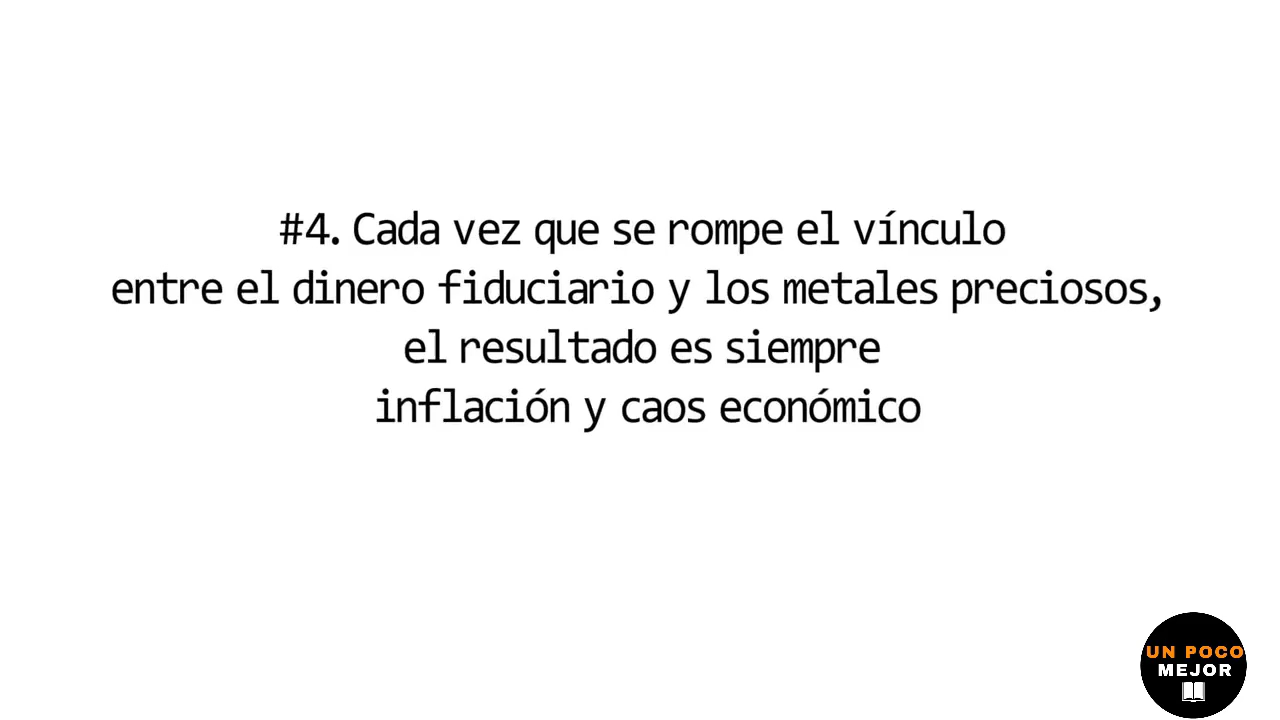 #4. Cada vez que se rompe el vínculo
entre el dinero fiduciario y los metales preciosos,
el resultado es siempre
inflación y caos económico
UN POCO
MEJOR